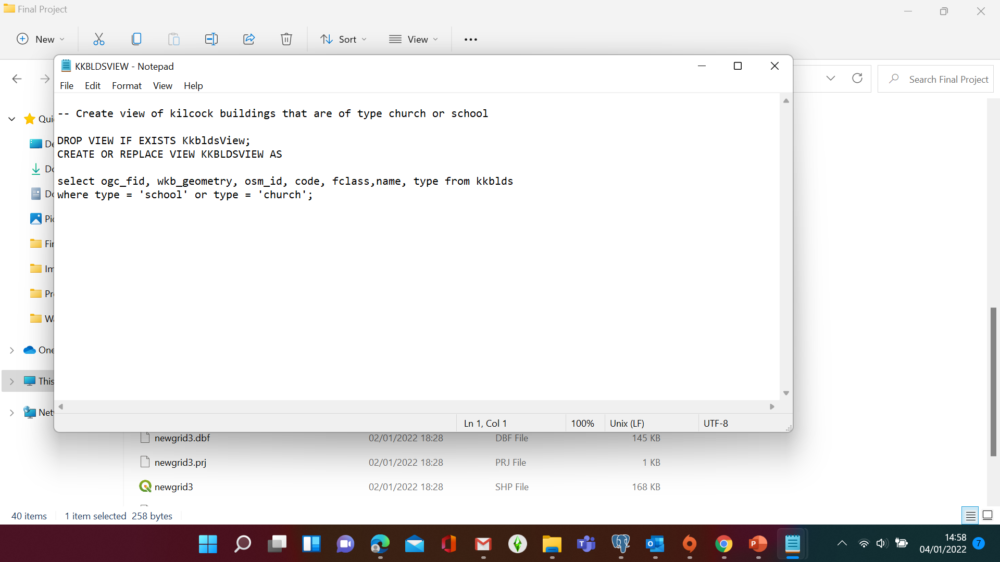 Final Project
New
Sort
View
KKBLDSVIEW - Notepad
File Edit Format View Help
Search Final Project
-- Create view of kilcock buildings that are of type church or school
DROP VIEW IF EXISTS KkbldsView;
CREATE OR REPLACE VIEW KKBLDSVIEW AS
select ogc_fid, wkb_geometry, osm_id, code, fclass,name, type from kkblds
where type = 'school' or type = 'church';
Qui
De
Do
Do
Pic
Fin
Im
Pro
Wa
One
This
Net
Ln 1, Col 1 100% Unix (LF) UTF-8
newgrid3.dbf 02/01/2022 18:28 DBF File 145 KB
newgrid3.prj 02/01/2022 18:28 PRJ File 1 KB
newgrid3 02/01/2022 18:28 SHP File 168 KB
40 items 1 item selected 258 bytes
14:58
04/01/2022
7